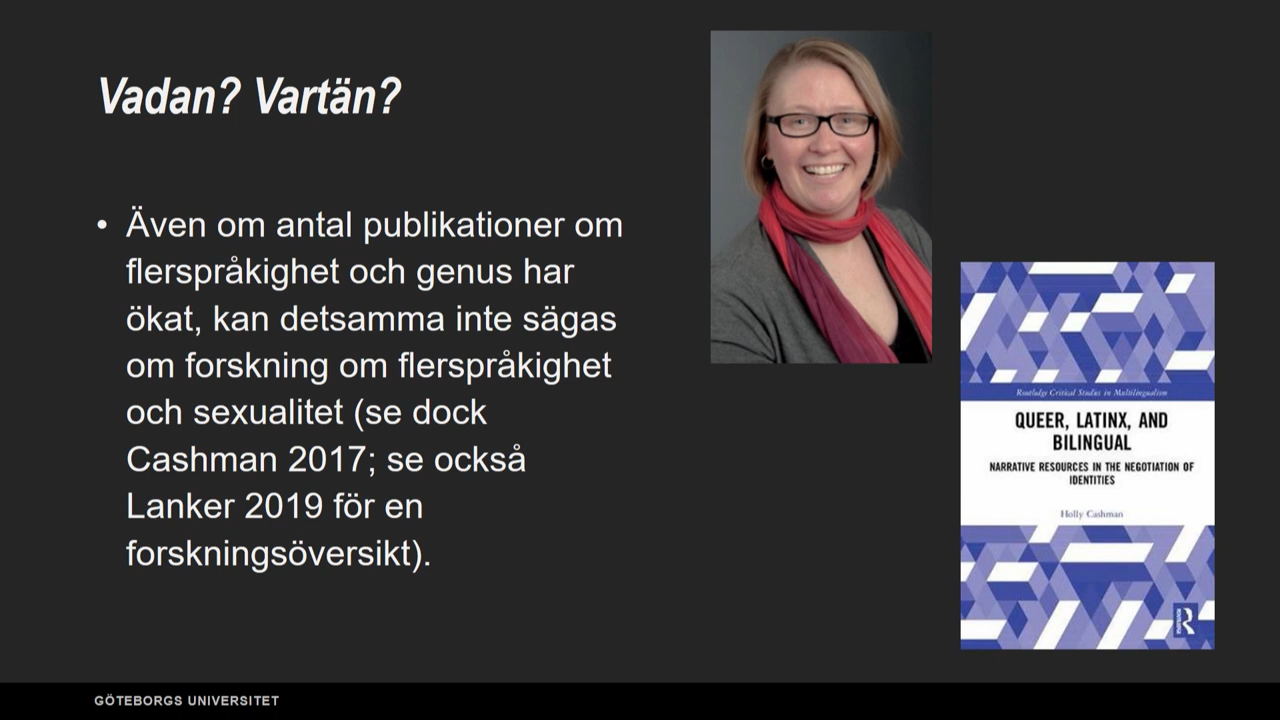 Vadan? Vartän?
• Även om antal publikationer om
flerspråkighet och genus har
ökat, kan detsamma inte sägas
om forskning om flerspråkighet
och sexualitet (se dock
Cashman 2017; se också
Lanker 2019 för en
forskningsöversikt).
Routledge Critical Studies in Multilingualism
QUEER, LATINX, AND
BILINGUAL
NARRATIVE RESOURCES IN THE NEGOTIATION OF
IDENTITIES
Holly Cashman
GÖTEBORGS UNIVERSITET